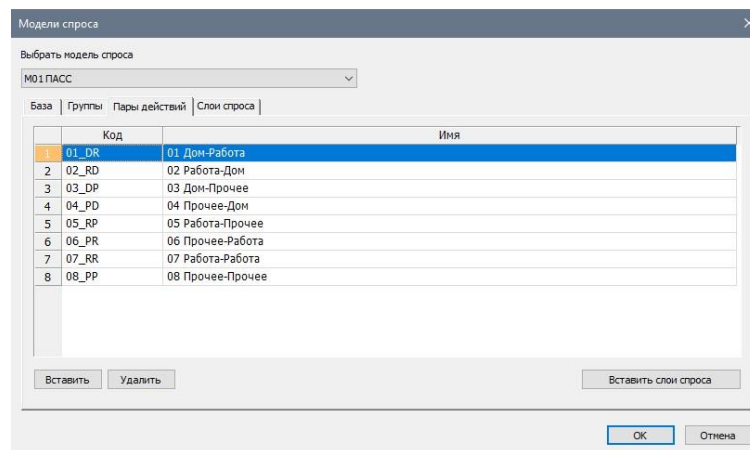 Модели спроса
Выбрать модель спроса
М01 ПАСС
База Группы Пары действий Слои спроса
Код Имя
1 01_DR 01 Дом-Работа
2 02_RD 02 Работа-Дом
3 03_DP 03 Дом-Прочее
4 04_PD 04 Прочее-Дом
5 05_RP 05 Работа-Прочее
6 06_PR 06 Прочее-Работа
7 07_RR 07 Работа-Работа
8 08_PP 08 Прочее-Прочее
Вставить Удалить Вставить слои спроса
OK Отмена